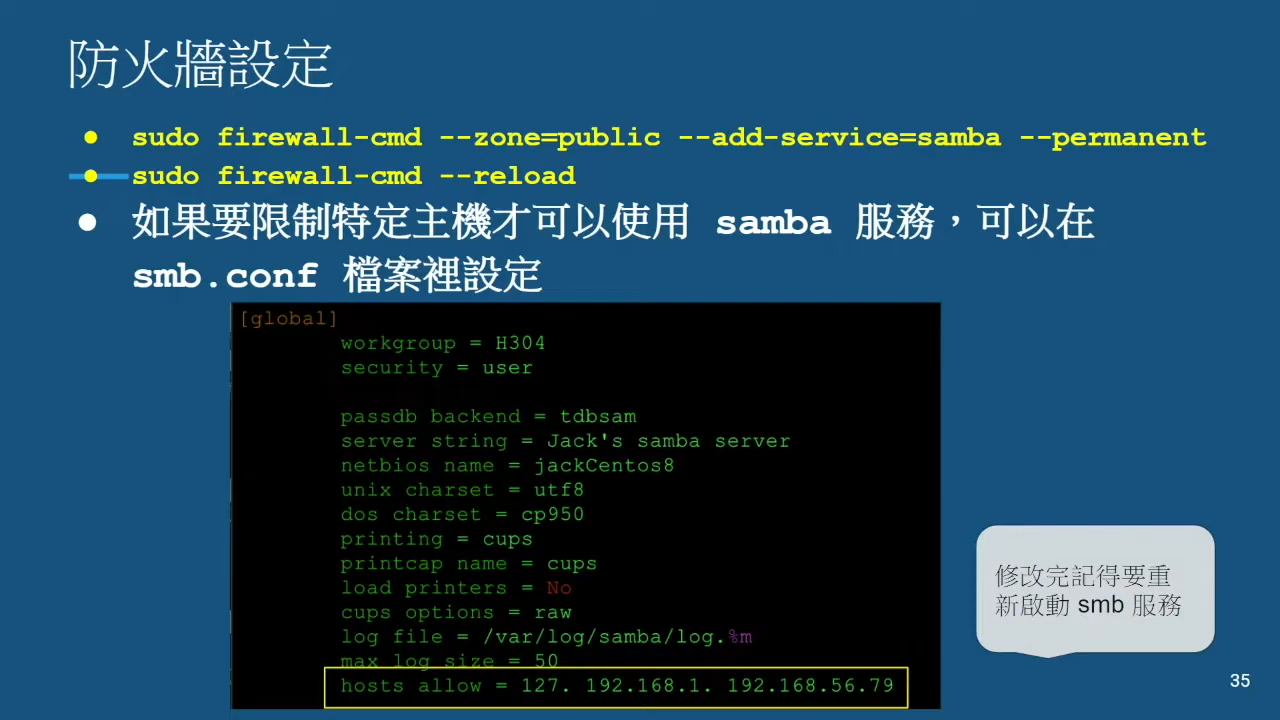 防火牆設定
● sudo firewall-cmd --zone=public --add-service=samba --permanent
● sudo firewall-cmd --reload
● 如果要限制特定主機才可以使用 samba 服務，可以在
smb.conf 檔案裡設定
[global]
workgroup = H304
security = user
passdb backend = tdbsam
server string = Jack's samba server
netbios name = jackCentos8
unix charset = utf8
dos charset = cp950
printing = cups
printcap name = cups
load printers = No
cups options = raw
log file = /var/log/samba/log.%m
max log size = 50
hosts allow = 127. 192.168.1. 192.168.56.79
修改完記得要重
新啟動 smb 服務
35